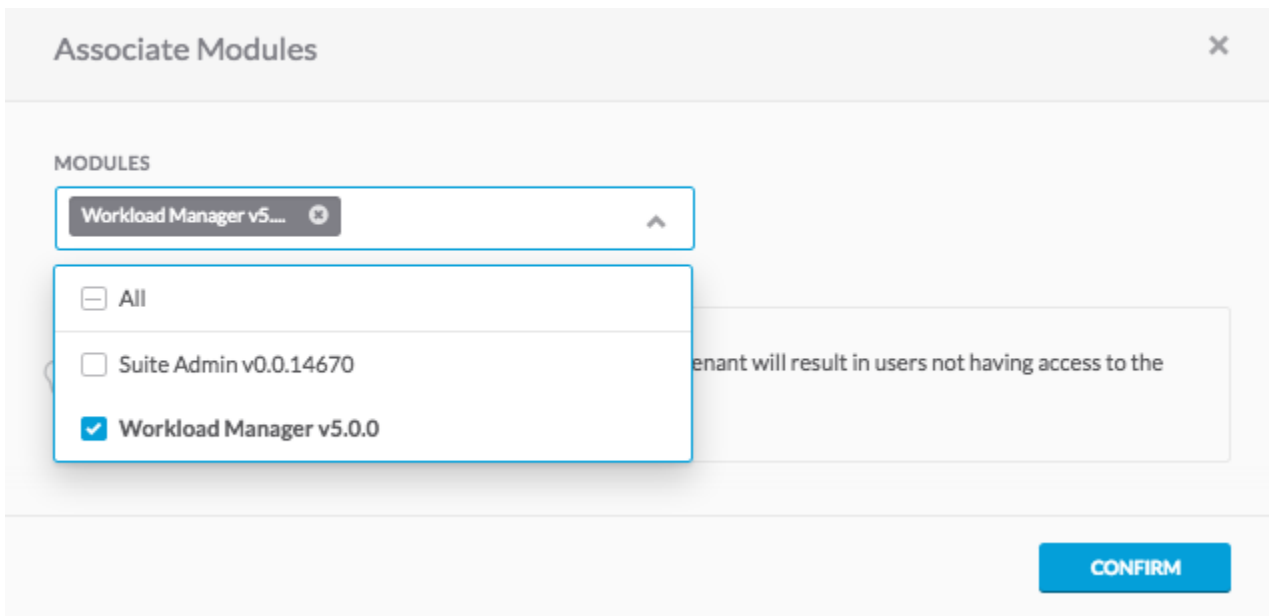 Associate Modules
MODULES
Workload Manager v5....
All
Suite Admin v0.0.14670
enant will result in users not having access to the
Workload Manager v5.0.0
CONFIRM